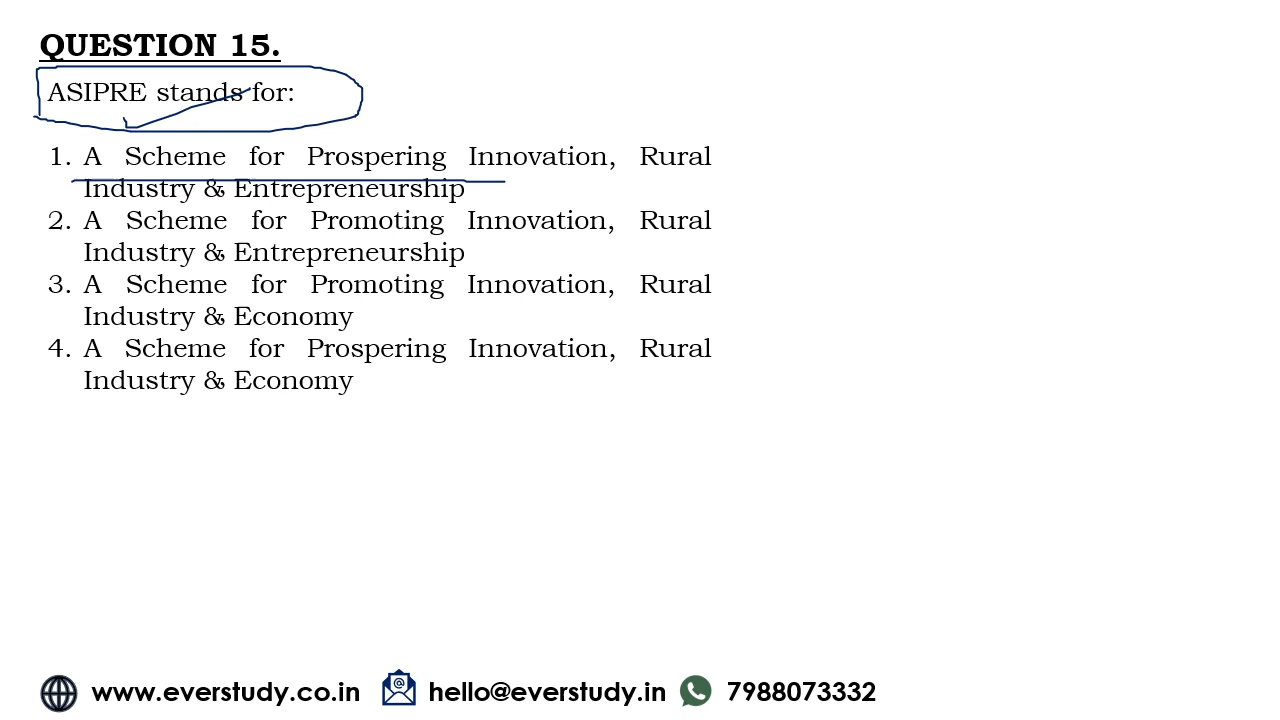 QUESTION 15.
ASIPRE stands for:
1. A Scheme for Prospering Innovation, Rural
Industry & Entrepreneurship
2. A Scheme for Promoting Innovation, Rural
Industry & Entrepreneurship
3. A Scheme for Promoting Innovation, Rural
Industry & Economy
4. A Scheme for Prospering Innovation, Rural
Industry & Economy
www.everstudy.co.in hello@everstudy.in 7988073332